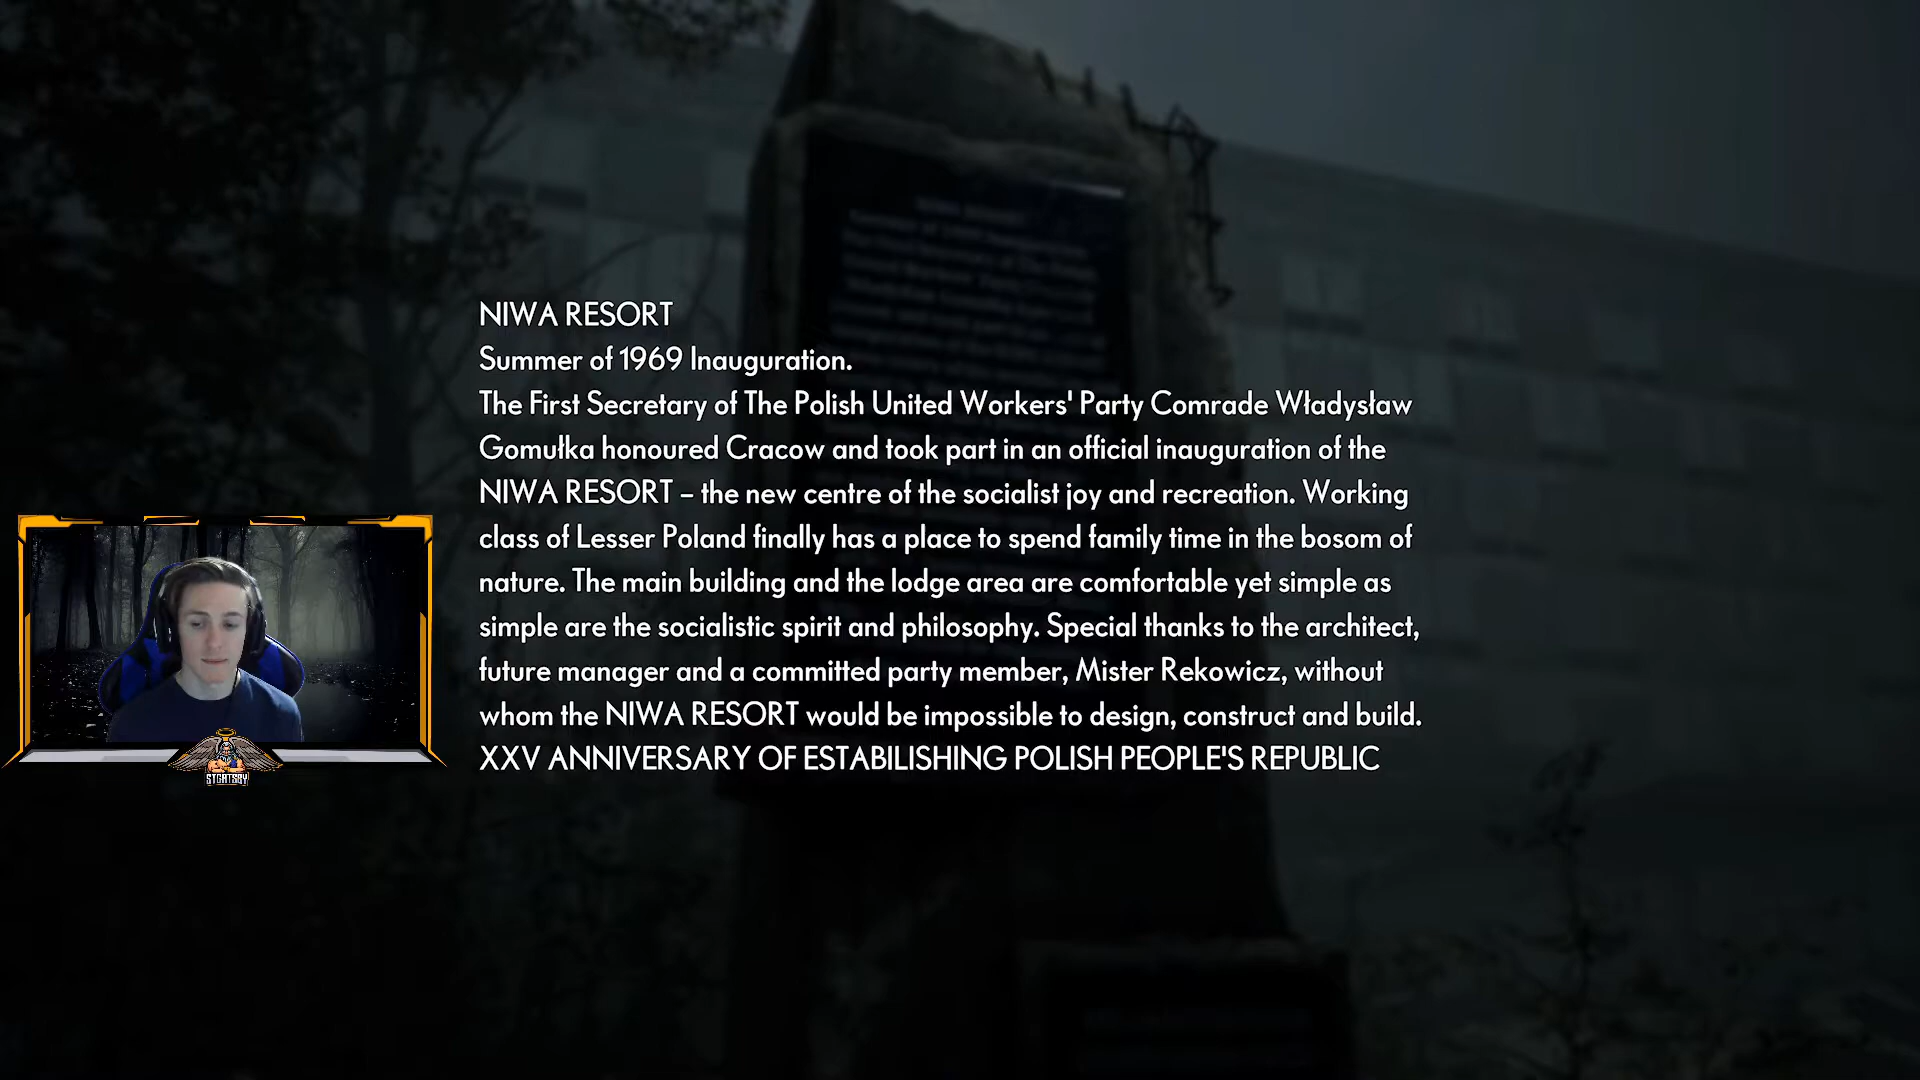 NIWA RESORT
Summer of 1969 Inauguration.
The First Secretary of The Polish United Workers' Party Comrade Władysław
Gomułka honoured Cracow and took part in an official inauguration of the
NIWA RESORT – the new centre of the socialist joy and recreation. Working
class of Lesser Poland finally has a place to spend family time in the bosom of
nature. The main building and the lodge area are comfortable yet simple as
simple are the socialistic spirit and philosophy. Special thanks to the architect,
future manager and a committed party member, Mister Rekowicz, without
whom the NIWA RESORT would be impossible to design, construct and build.
XXV ANNIVERSARY OF ESTABILISHING POLISH PEOPLE'S REPUBLIC
STGATSBY